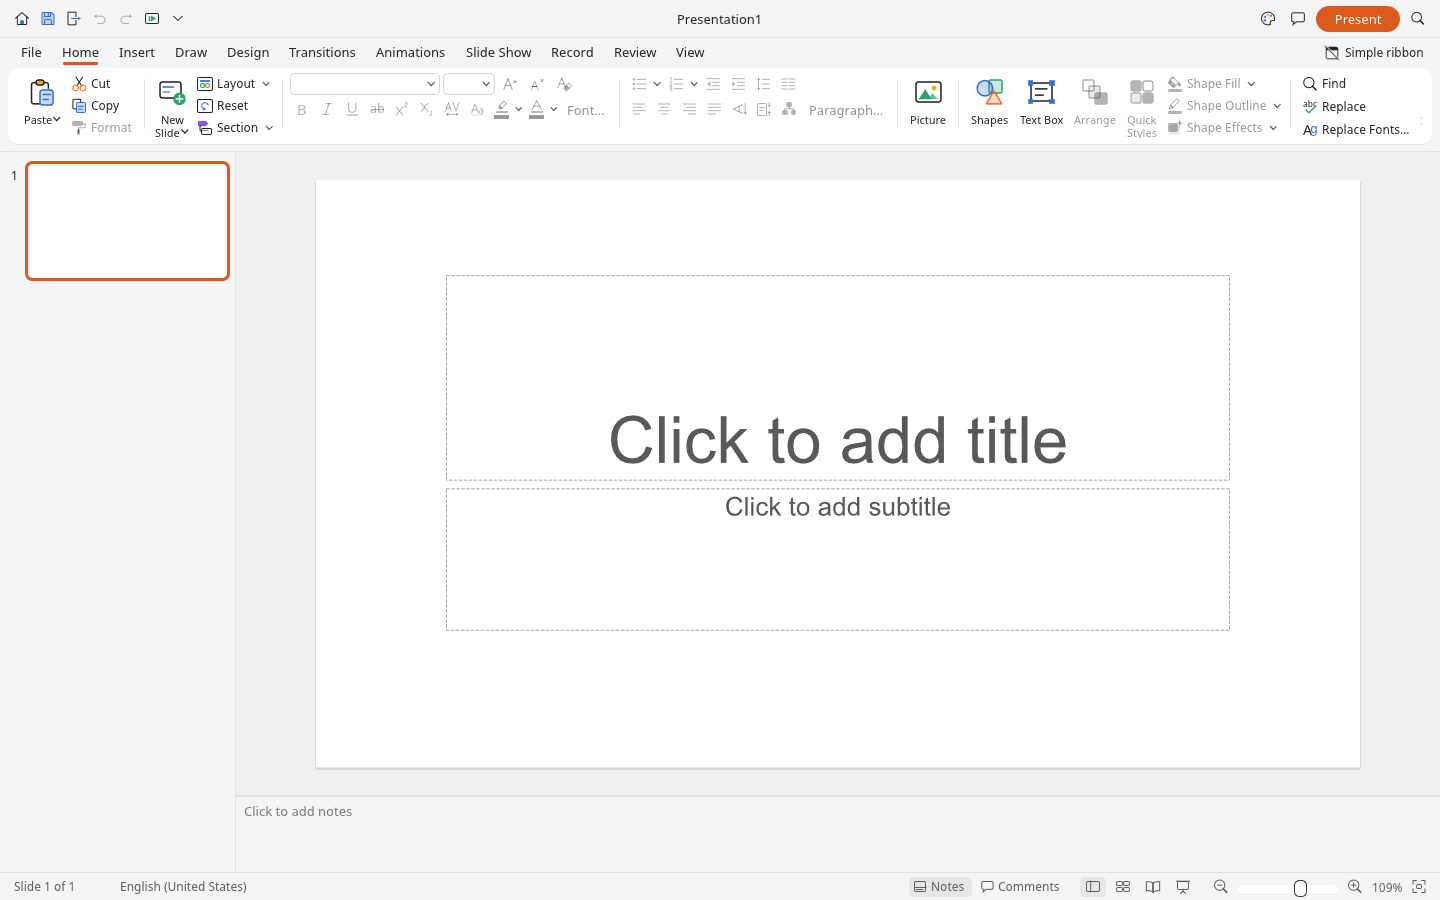 Presentation1
Present
File Home Insert Draw Design Transitions Animations Slide Show Record Review View
Simple ribbon
Paste
Cut
Copy
Format
New
Slide
Layout
Reset
Section
Font...
Paragraph...
Picture
Shapes
Text Box
Arrange
Quick
Styles
Shape Fill
Shape Outline
Shape Effects
Find
Replace
Replace Fonts...
1
Click to add title
Click to add subtitle
Click to add notes
Slide 1 of 1
English (United States)
Notes
Comments
109%